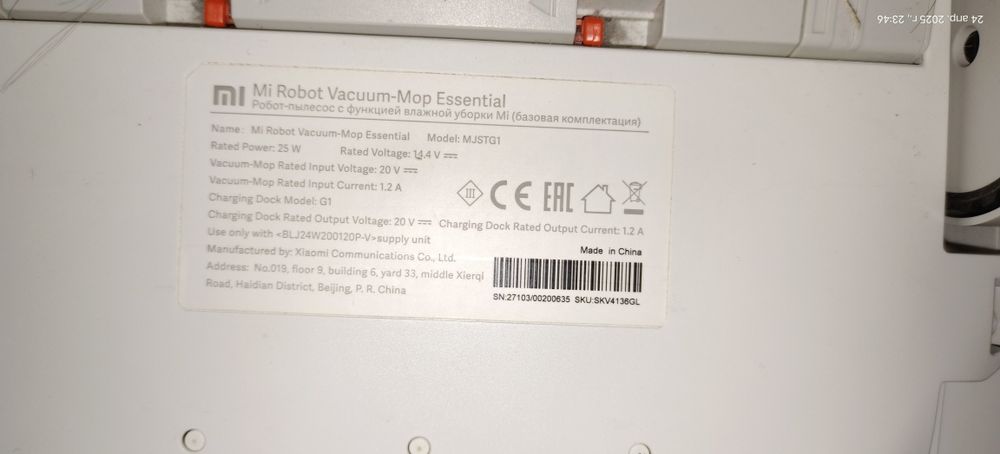 24 апр. 2025 г., 23:46
mi Mi Robot Vacuum-Mop Essential
Робот-пылесос с функцией влажной уборки Mi (базовая комплектация)
Name: Mi Robot Vacuum-Mop Essential Model: MJSTG1
Rated Power: 25 W Rated Voltage: 14.4 V ⎓
Vacuum-Mop Rated Input Voltage: 20 V ⎓
Vacuum-Mop Rated Input Current: 1.2 A
Charging Dock Model: G1
III CE EAC
Charging Dock Rated Output Voltage: 20 V ⎓ Charging Dock Rated Output Current: 1.2 A
Use only with <BLJ24W200120P-V>supply unit
Manufactured by: Xiaomi Communications Co., Ltd.
Address: No.019, floor 9, building 6, yard 33, middle Xierqi
Road, Haidian District, Beijing, P. R. China
Made in China
SN:27103/00200635 SKU:SKV4136GL